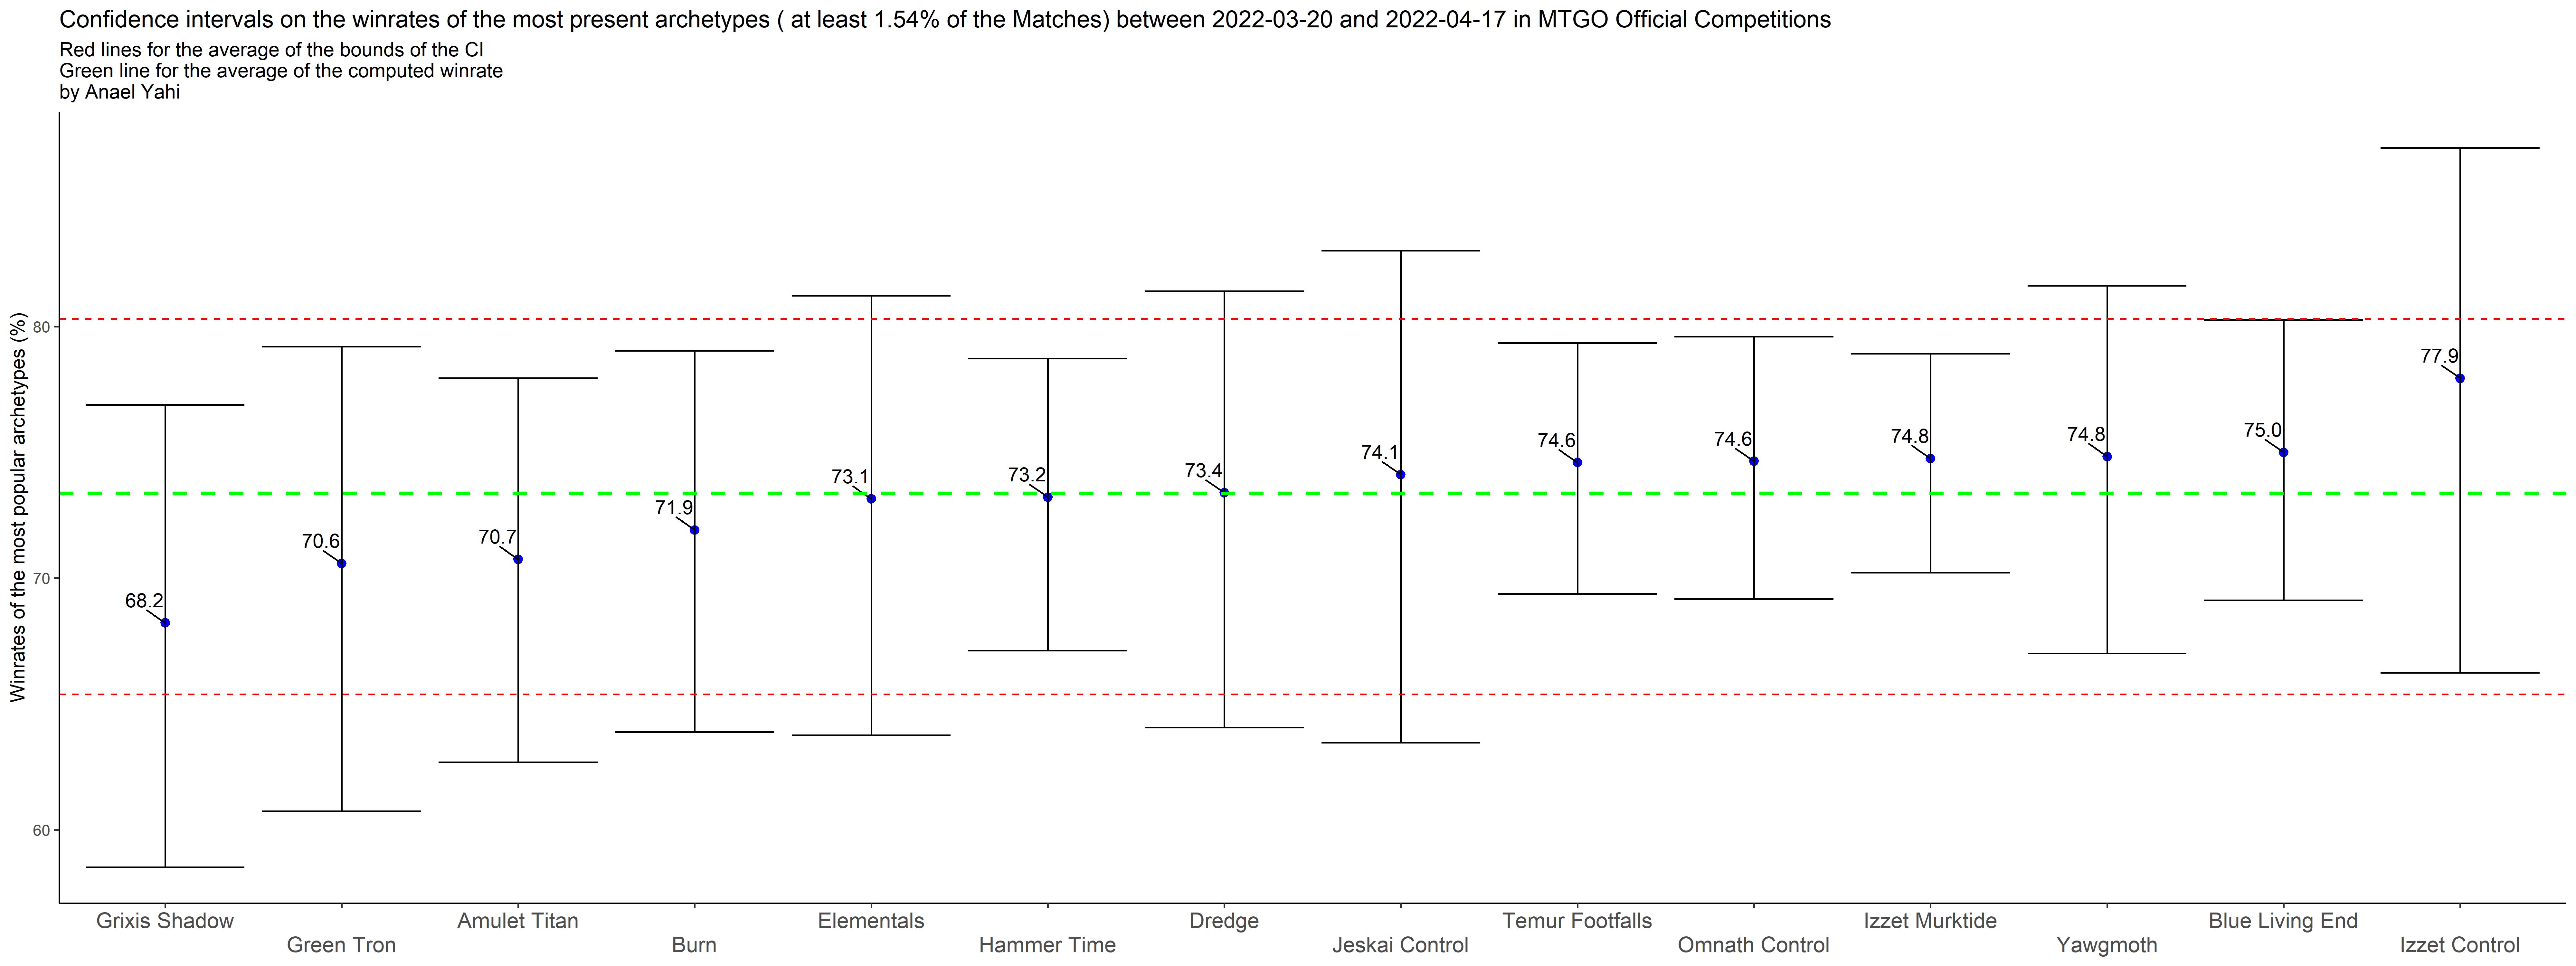 Confidence intervals on the winrates of the most present archetypes ( at least 1.54% of the Matches) between 2022-03-20 and 2022-04-17 in MTGO Official Competitions
Red lines for the average of the bounds of the CI
Green line for the average of the computed winrate
by Anael Yahi
Winrates of the most popular archetypes (%)
80
70
60
68.2
70.6
70.7
71.9
73.1
73.2
73.4
74.1
74.6
74.6
74.8
74.8
75.0
77.9
Grixis Shadow
Green Tron
Amulet Titan
Burn
Elementals
Hammer Time
Dredge
Jeskai Control
Temur Footfalls
Omnath Control
Izzet Murktide
Yawgmoth
Blue Living End
Izzet Control